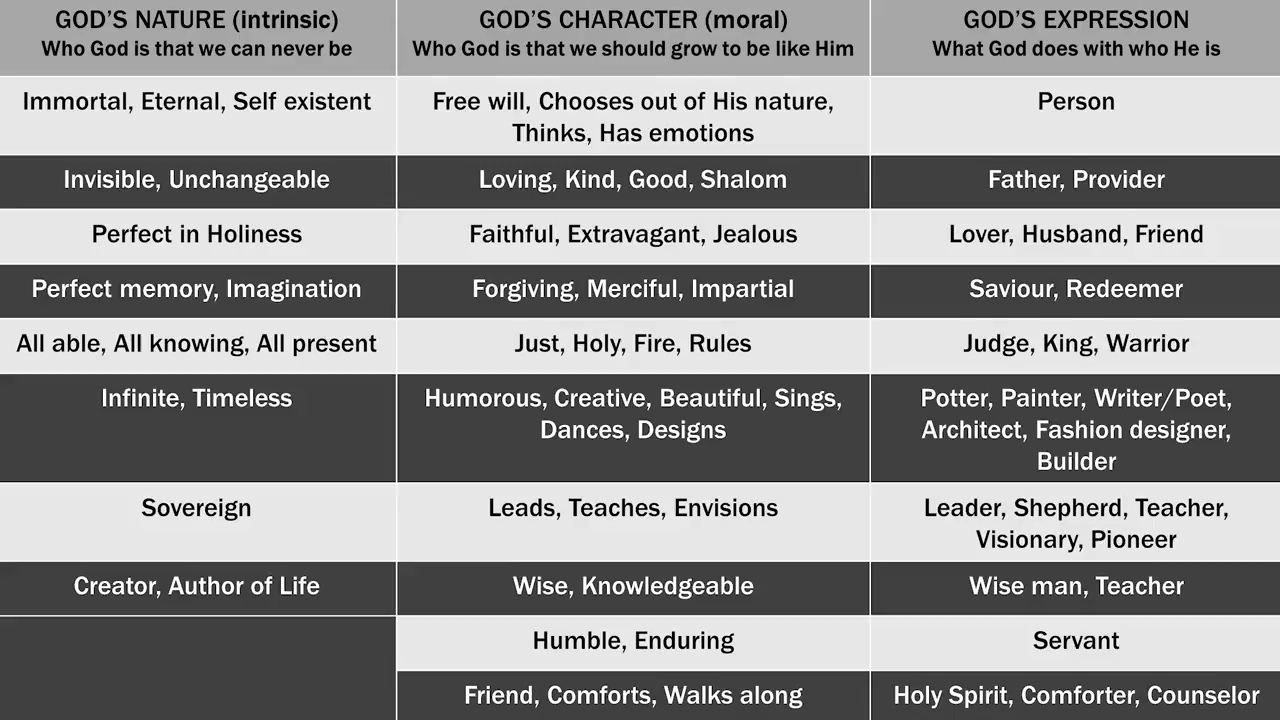 GOD'S NATURE (intrinsic)
Who God is that we can never be
GOD'S CHARACTER (moral)
Who God is that we should grow to be like Him
GOD'S EXPRESSION
What God does with who He is
Immortal, Eternal, Self existent
Free will, Chooses out of His nature,
Thinks, Has emotions
Person
Invisible, Unchangeable
Loving, Kind, Good, Shalom
Father, Provider
Perfect in Holiness
Faithful, Extravagant, Jealous
Lover, Husband, Friend
Perfect memory, Imagination
Forgiving, Merciful, Impartial
Saviour, Redeemer
All able, All knowing, All present
Just, Holy, Fire, Rules
Judge, King, Warrior
Infinite, Timeless
Humorous, Creative, Beautiful, Sings,
Dances, Designs
Potter, Painter, Writer/Poet,
Architect, Fashion designer,
Builder
Sovereign
Leads, Teaches, Envisions
Leader, Shepherd, Teacher,
Visionary, Pioneer
Creator, Author of Life
Wise, Knowledgeable
Wise man, Teacher
Humble, Enduring
Servant
Friend, Comforts, Walks along
Holy Spirit, Comforter, Counselor